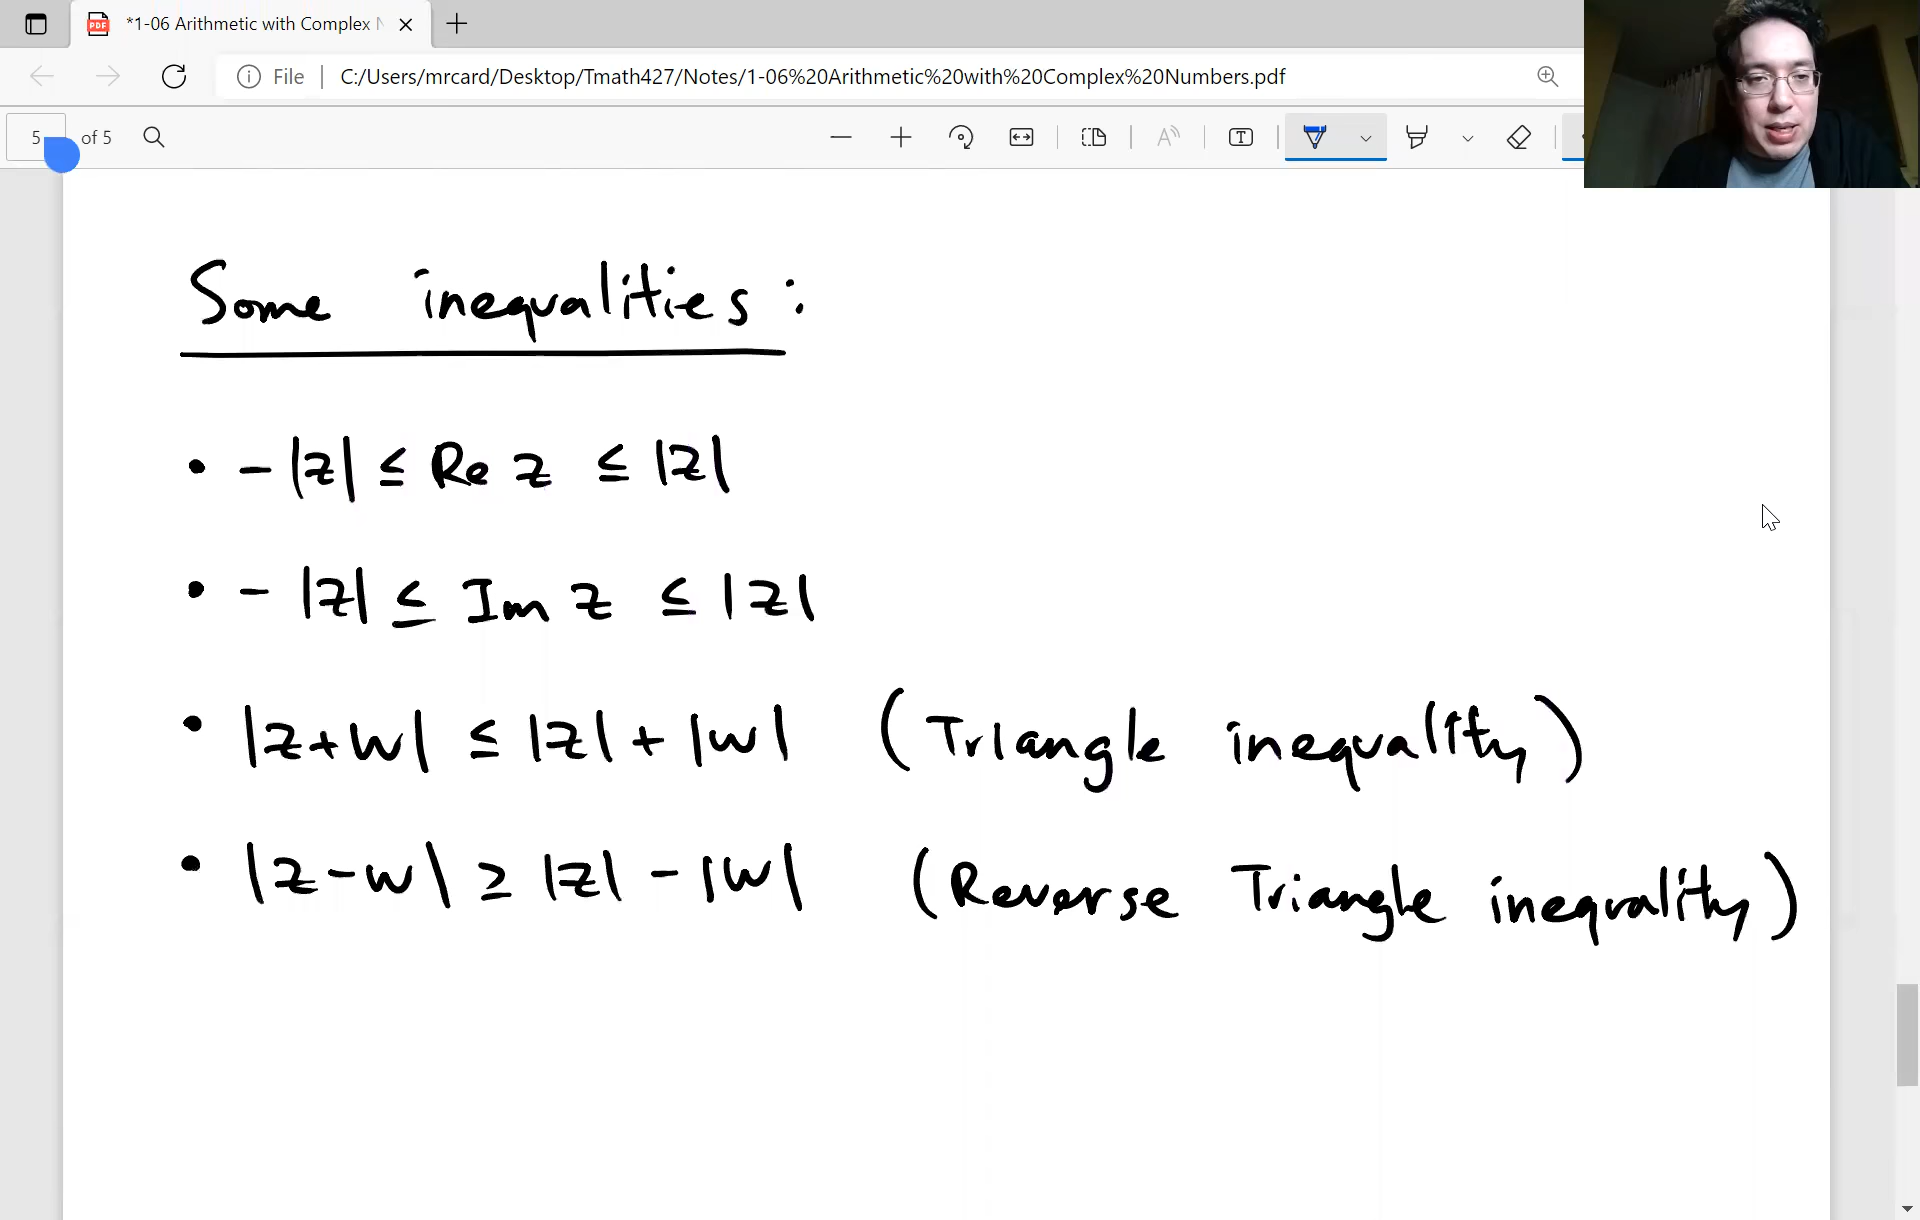 *1-06 Arithmetic with Complex N
File | C:/Users/mrcard/Desktop/Tmath427/Notes/1-06%20Arithmetic%20with%20Complex%20Numbers.pdf
5 of 5
Some inequalities:
• -|z| ≤ Re z ≤ |z|
• - |z| ≤ Im z ≤ |z|
• |z+w| ≤ |z| + |w| (Triangle inequality)
• |z-w| ≥ |z| - |w| (Reverse Triangle inequality)